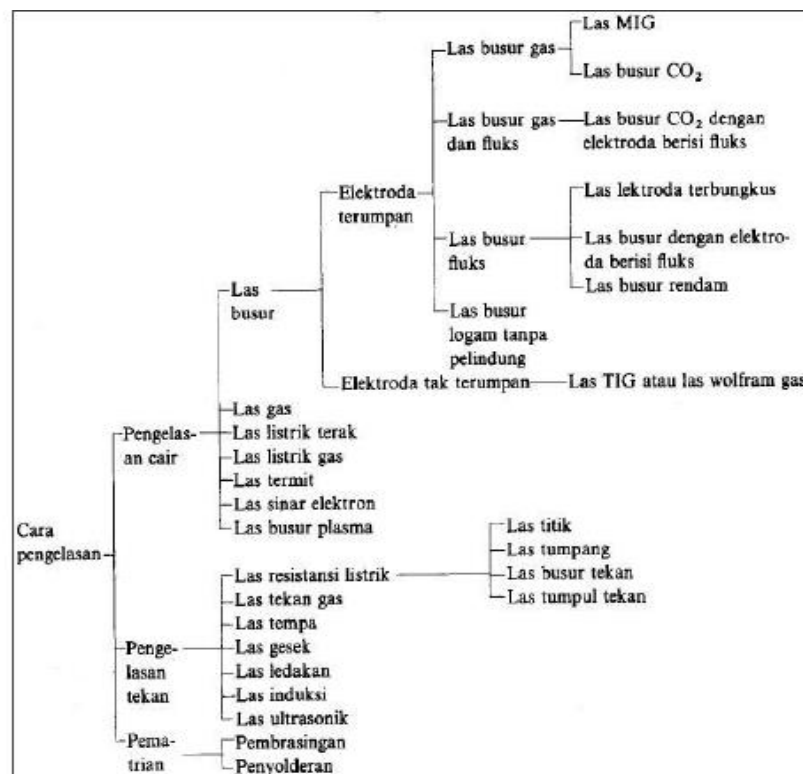 Las MIG
Las busur gas
Las busur CO₂
Las busur gas
dan fluks
Las busur CO₂ dengan
elektroda berisi fluks
Elektroda
terumpan
Las lektroda terbungkus
Las busur
fluks
Las busur dengan elektro-
da berisi fluks
Las busur rendam
Las
busur
Las busur
logam tanpa
pelindung
Elektroda tak terumpan
Las TIG atau las wolfram gas
Pengelas-
an cair
Las gas
Las listrik terak
Las listrik gas
Las termit
Las sinar elektron
Las busur plasma
Cara
pengelasan
Las resistansi listrik
Las titik
Las tumpang
Las busur tekan
Las tumpul tekan
Las tekan gas
Las tempa
Penge-
lasan
tekan
Las gesek
Las ledakan
Las induksi
Las ultrasonik
Pema-
trian
Pembrasingan
Penyolderan